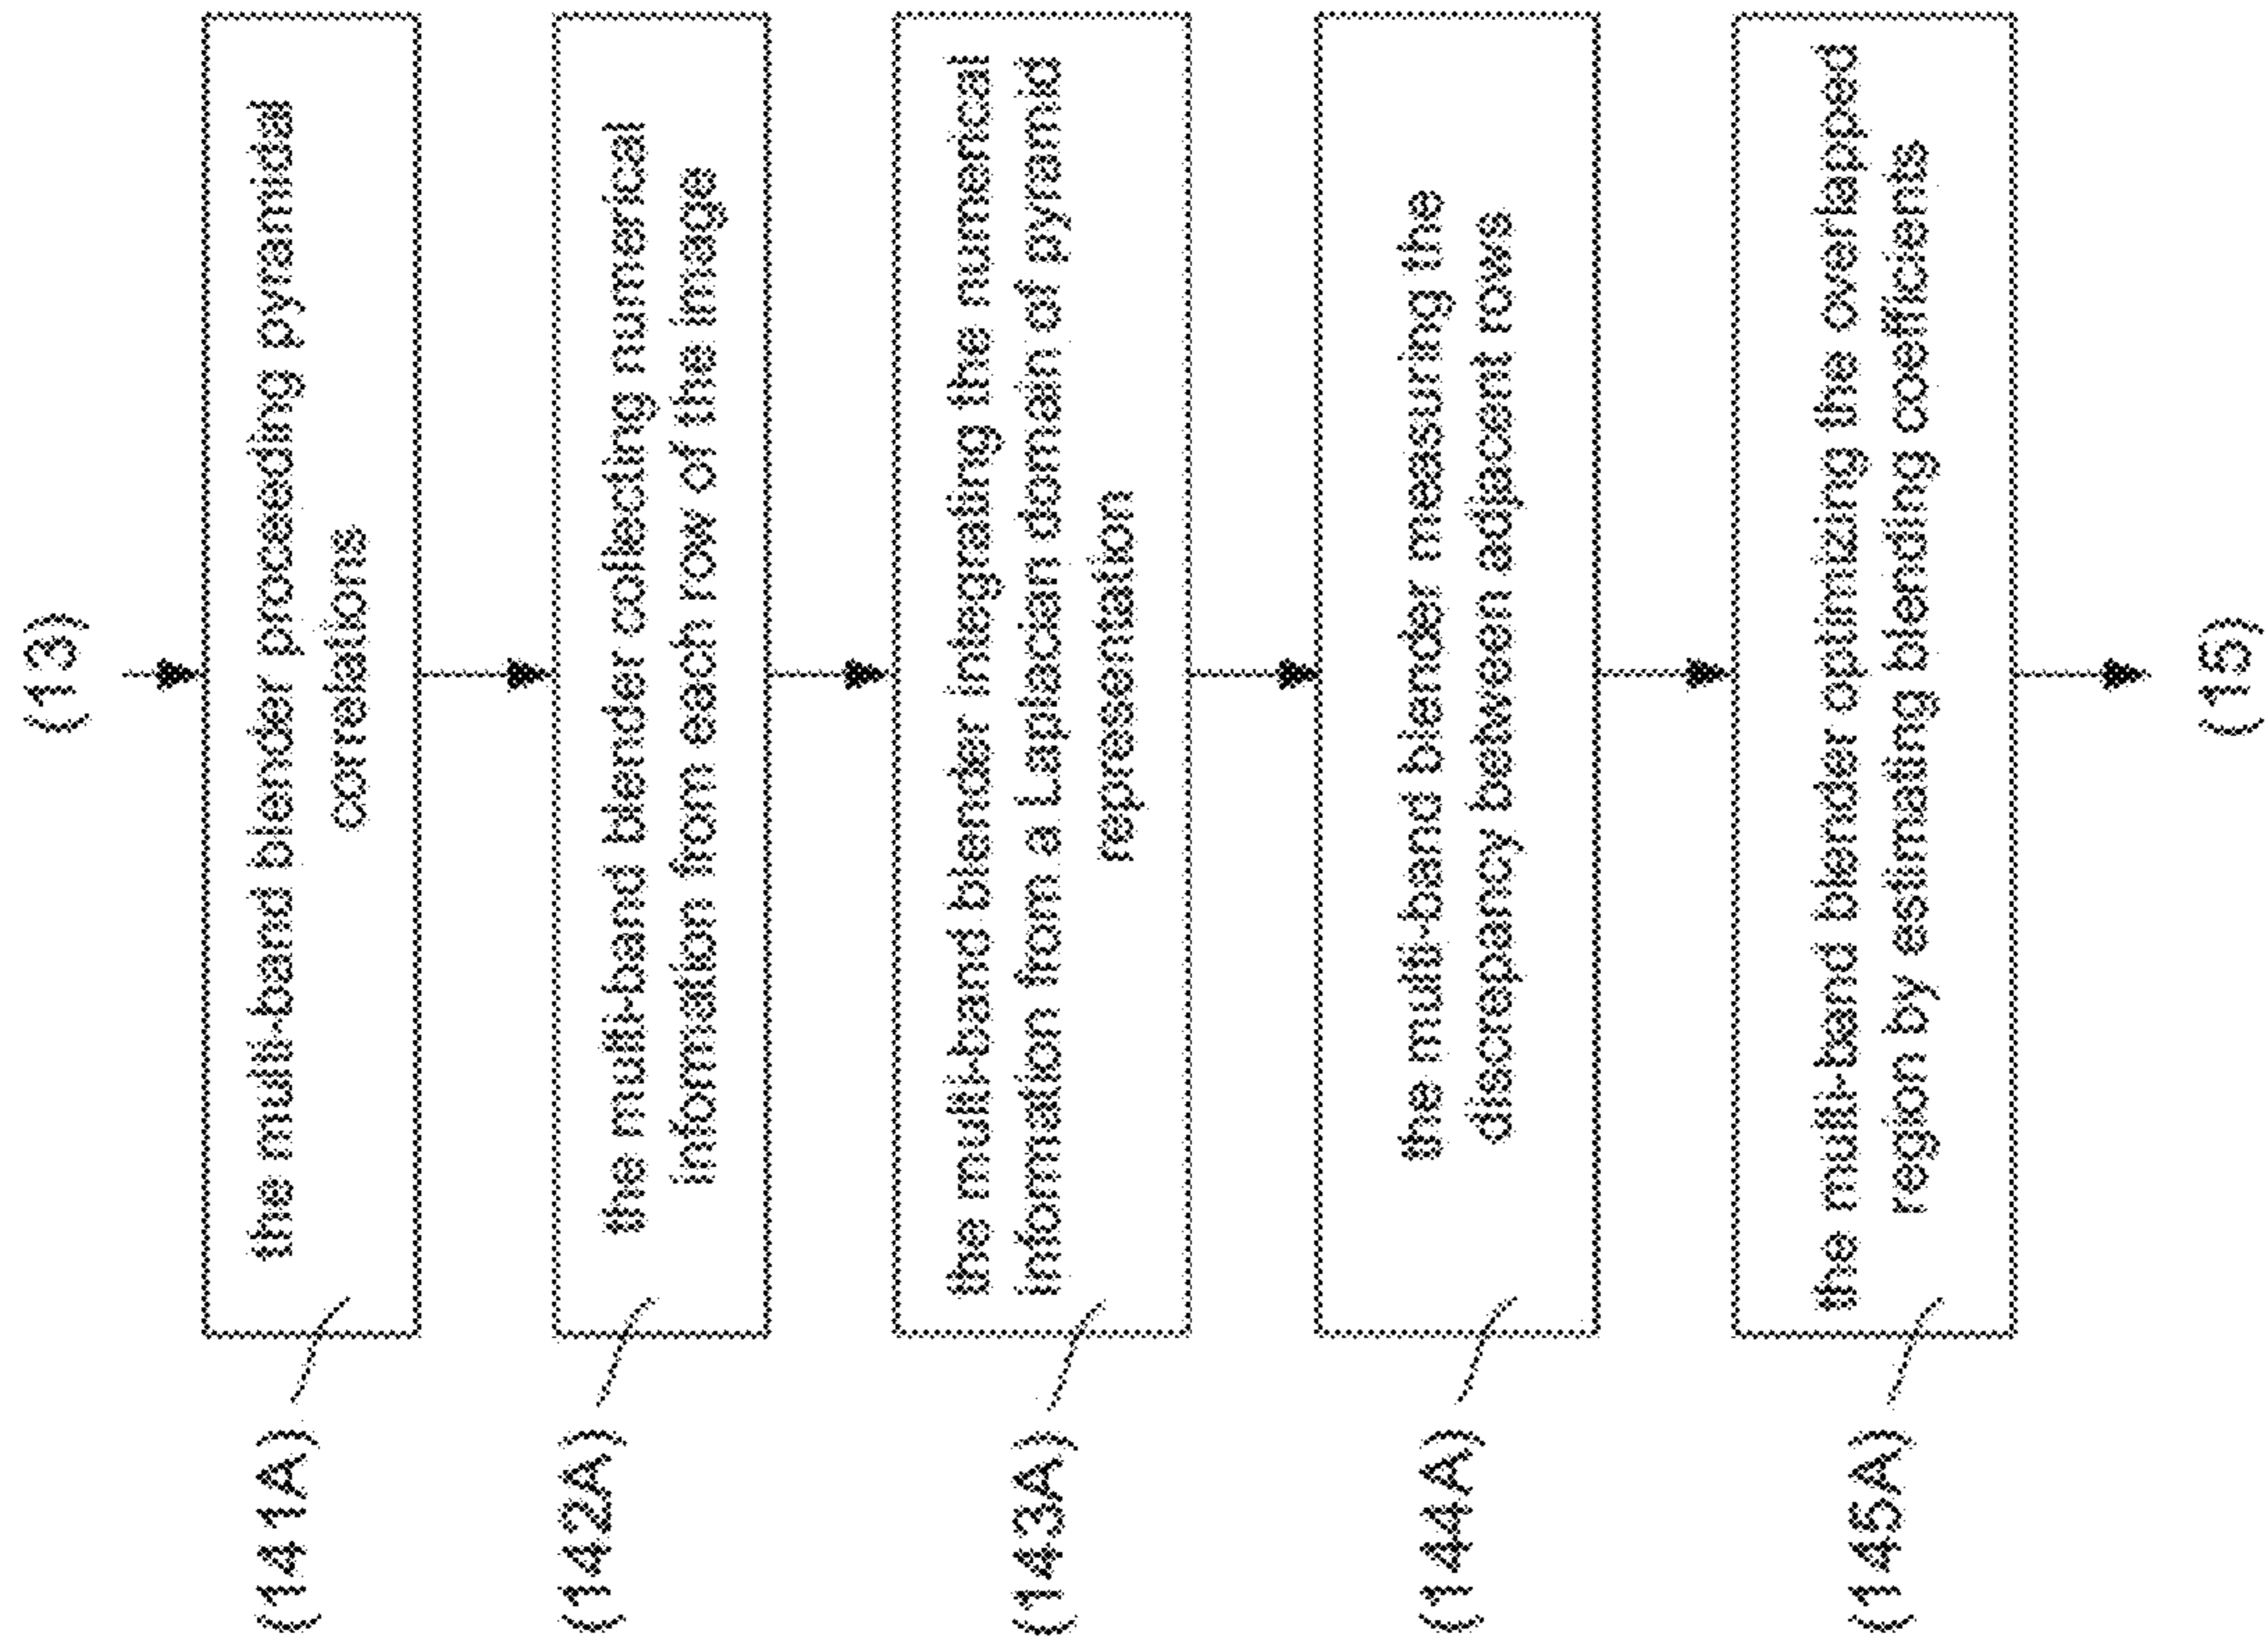 (13)
(141A)
the multi-band blender proceeding pyramidal
correlations
(142A)
the multi-band blender collecting numerical
information from each row of the image
(143A)
the multi-band blender integrating the numerical
information from a Laplacian domain of pyramid
representation
(144A)
the multi-band blender measuring the
discrepancy between adjacent rows
(145A)
the multi-band blender optimizing the overlapped
region by estimating blending coefficients
(15)